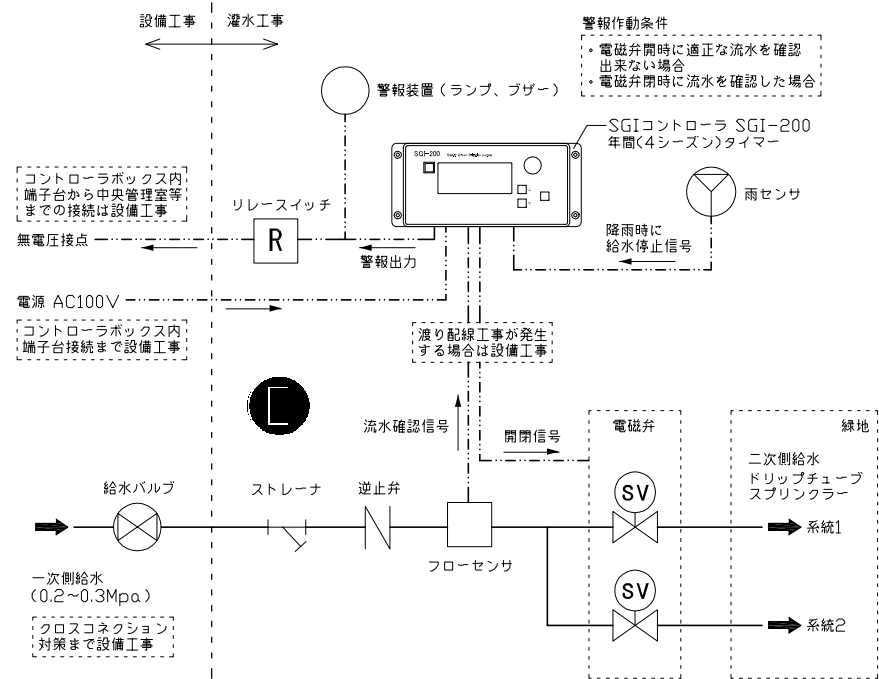 設備工事
灌水工事
警報作動条件
・電磁弁開時に適正な流水を確認
出来ない場合
・電磁弁閉時に流水を確認した場合
警報装置(ランプ、ブザー)
SGIコントローラ SGI-200
年間(4シーズン)タイマー
SGI-200
コントローラボックス内
端子台から中央管理室等
までの接続は設備工事
リレースイッチ
雨センサ
無電圧接点
R
警報出力
降雨時に
給水停止信号
電源 AC100V
コントローラボックス内
端子台接続まで設備工事
渡り配線工事が発生
する場合は設備工事
流水確認信号
開閉信号
電磁弁
緑地
二次側給水
ドリップチューブ
スプリンクラー
給水バルブ
ストレーナ
逆止弁
SV
系統1
フローセンサ
一次側給水
(0.2~0.3Mpa)
SV
系統2
クロスコネクション
対策まで設備工事